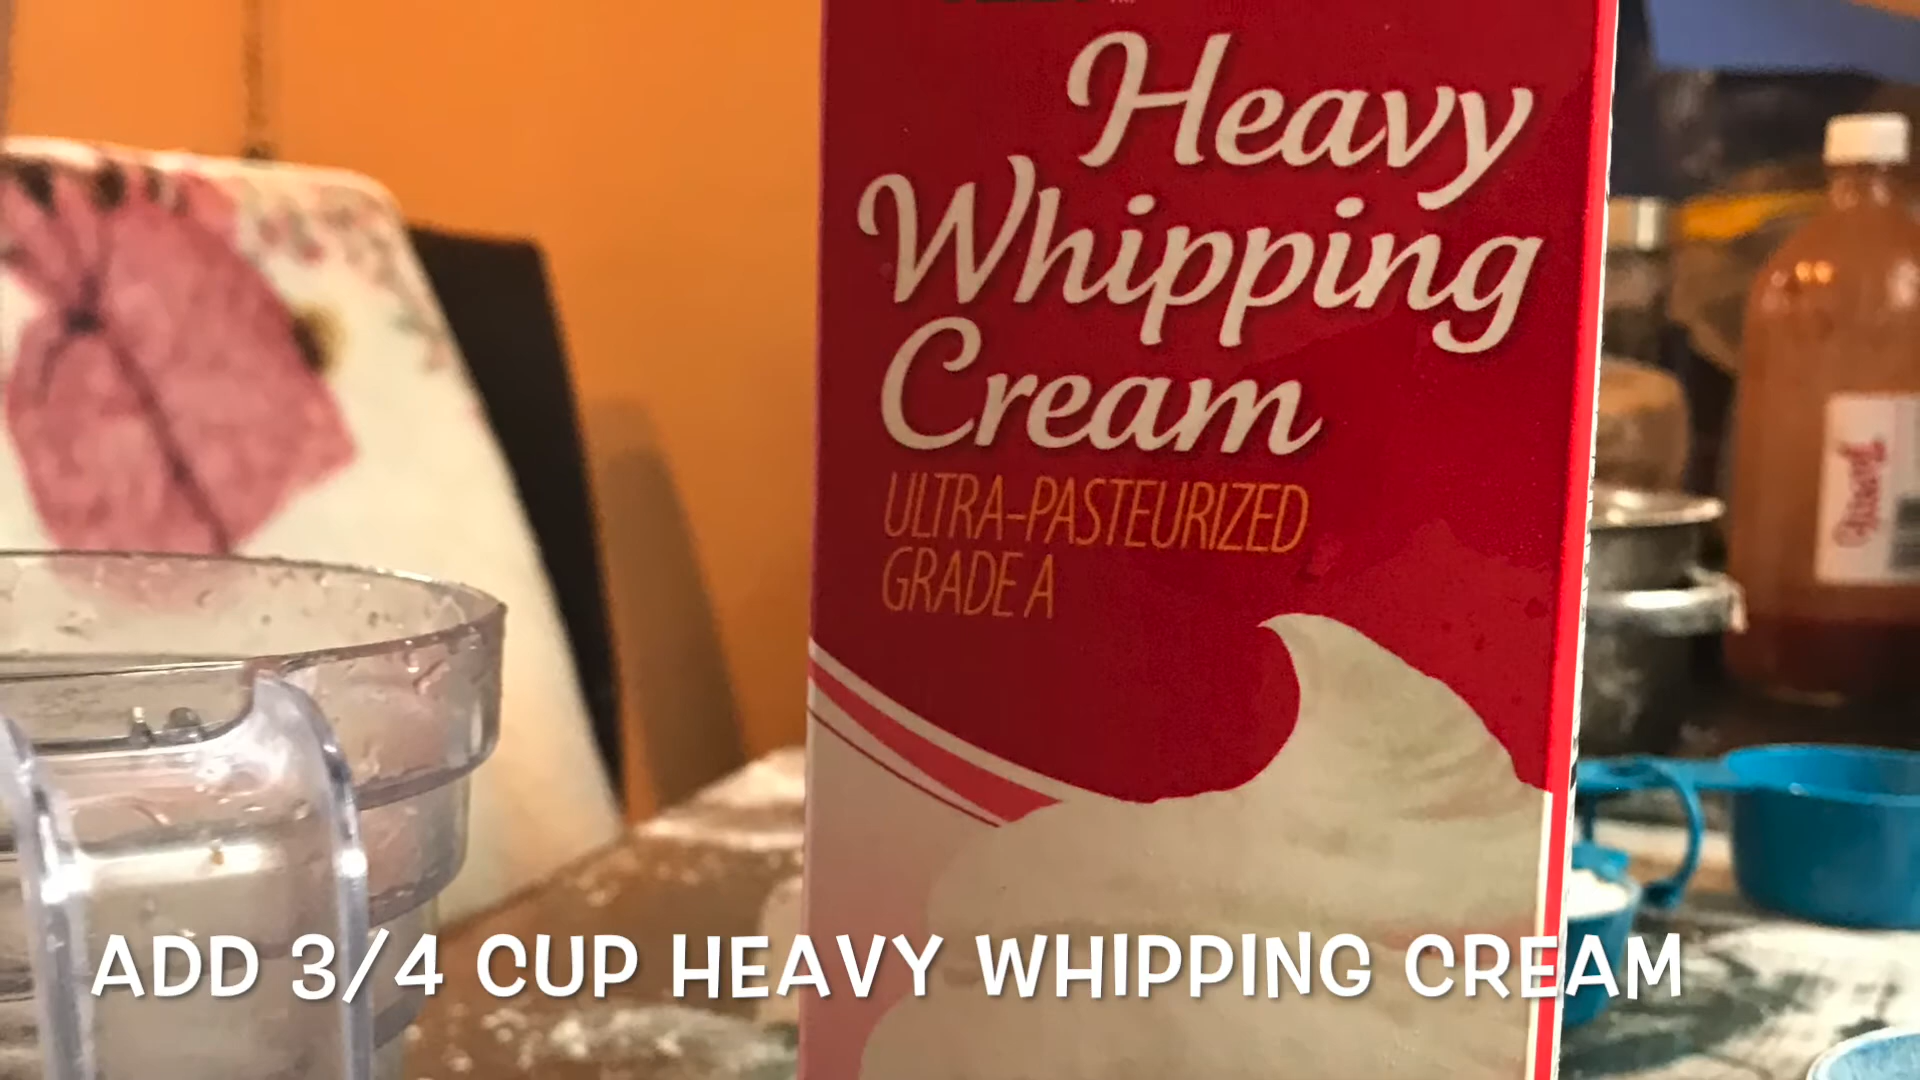 Heavy
Whipping
Cream
ULTRA-PASTEURIZED
GRADE A
ADD 3/4 CUP HEAVY WHIPPING CREAM